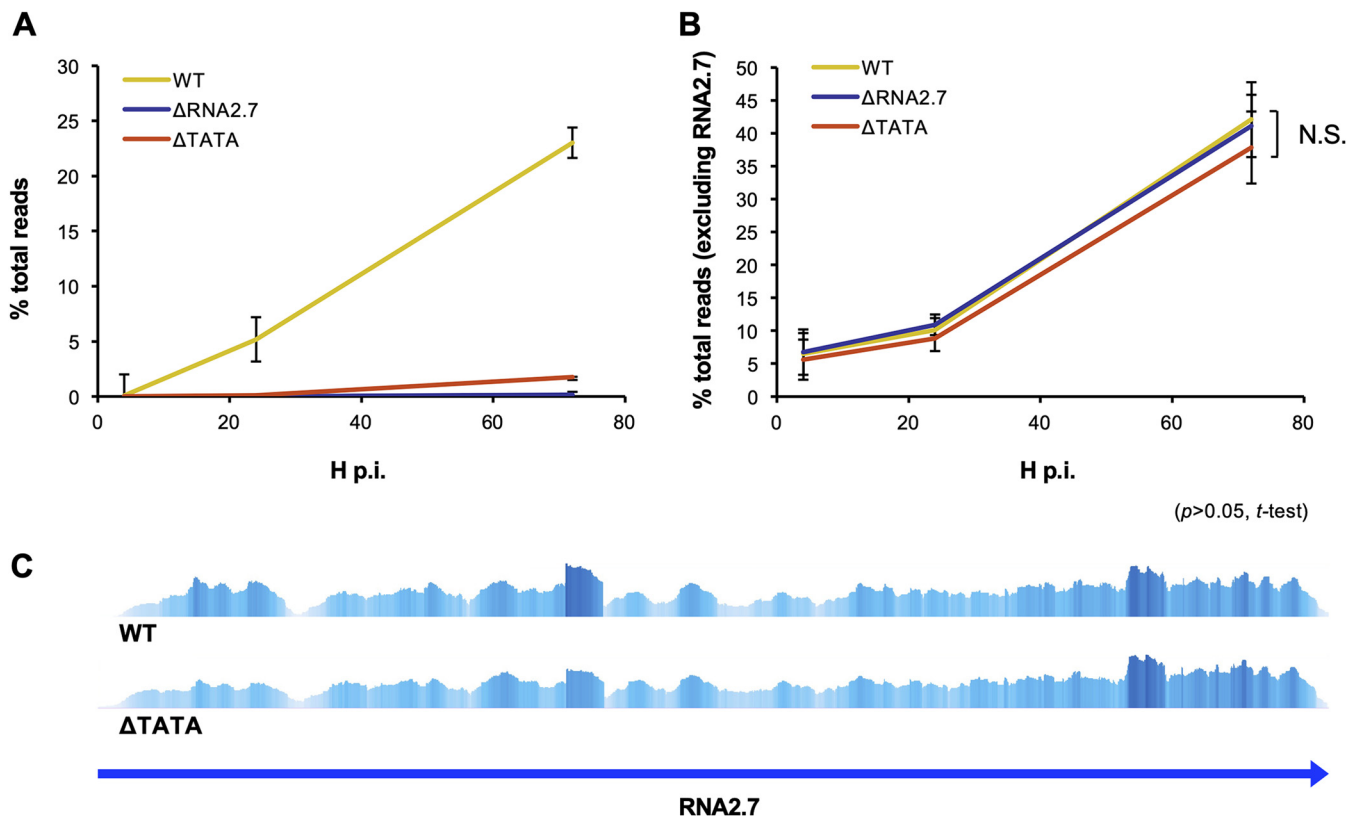 A
30
25
20
15
10
5
0
% total reads
WT
ΔRNA2.7
ΔTATA
0 20 40 60 80
H p.i.
B
50
45
40
35
30
25
20
15
10
5
0
% total reads (excluding RNA2.7)
WT
ΔRNA2.7
ΔTATA
N.S.
0 20 40 60 80
H p.i.
(p>0.05, t-test)
C
WT
ΔTATA
RNA2.7